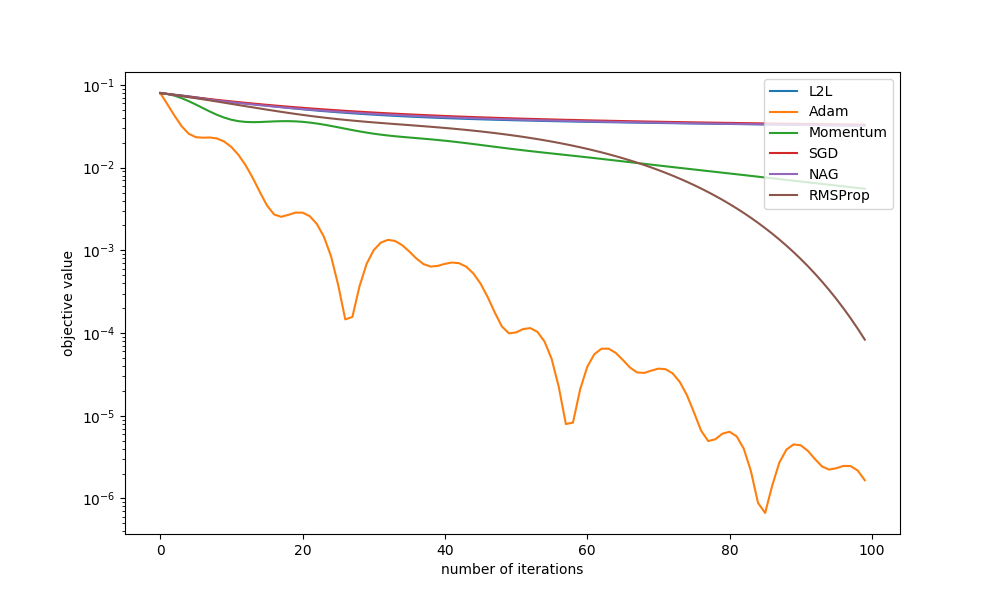 10⁻¹
10⁻²
10⁻³
10⁻⁴
10⁻⁵
10⁻⁶
objective value
0 20 40 60 80 100
number of iterations
L2L
Adam
Momentum
SGD
NAG
RMSProp